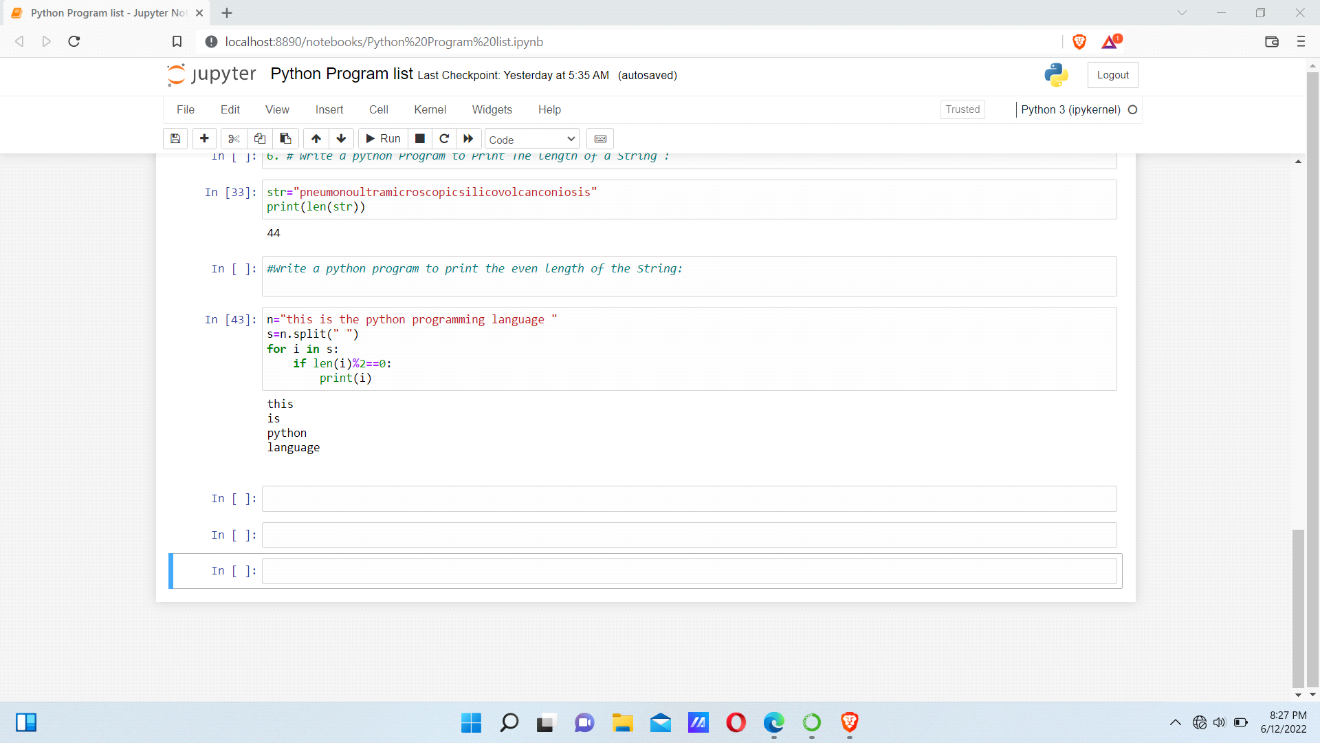 Python Program list - Jupyter No
localhost:8890/notebooks/Python%20Program%20list.ipynb
1
jupyter Python Program list Last Checkpoint: Yesterday at 5:35 AM (autosaved)
Logout
File Edit View Insert Cell Kernel Widgets Help
Trusted
Python 3 (ipykernel)
Run
Code
In [ ]: 6. # Write a python Program to Print The length of a String :
In [33]: str="pneumonoultramicroscopicsilicovolcanconiosis"
print(len(str))
44
In [ ]: #Write a python program to print the even length of the String:
In [43]: n="this is the python programming language "
s=n.split(" ")
for i in s:
if len(i)%2==0:
print(i)
this
is
python
language
In [ ]:
In [ ]:
In [ ]:
8:27 PM
6/12/2022